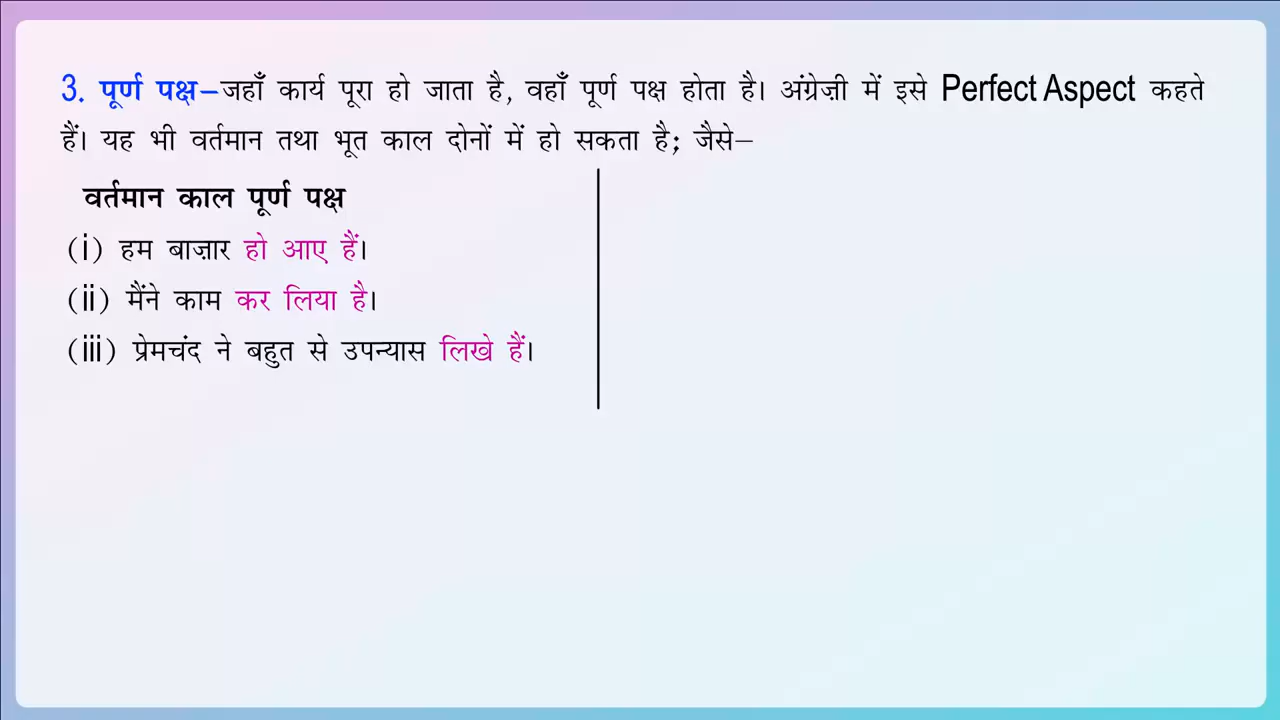 3. पूर्ण पक्ष–जहाँ कार्य पूरा हो जाता है, वहाँ पूर्ण पक्ष होता है। अंग्रेज़ी में इसे Perfect Aspect कहते
हैं। यह भी वर्तमान तथा भूत काल दोनों में हो सकता है; जैसे–
वर्तमान काल पूर्ण पक्ष
(i) हम बाज़ार हो आए हैं।
(ii) मैंने काम कर लिया है।
(iii) प्रेमचंद ने बहुत से उपन्यास लिखे हैं।